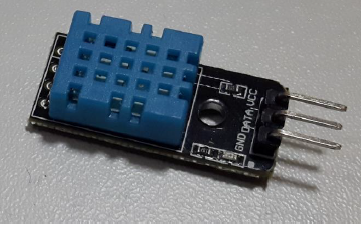 VCC
DATA
GND